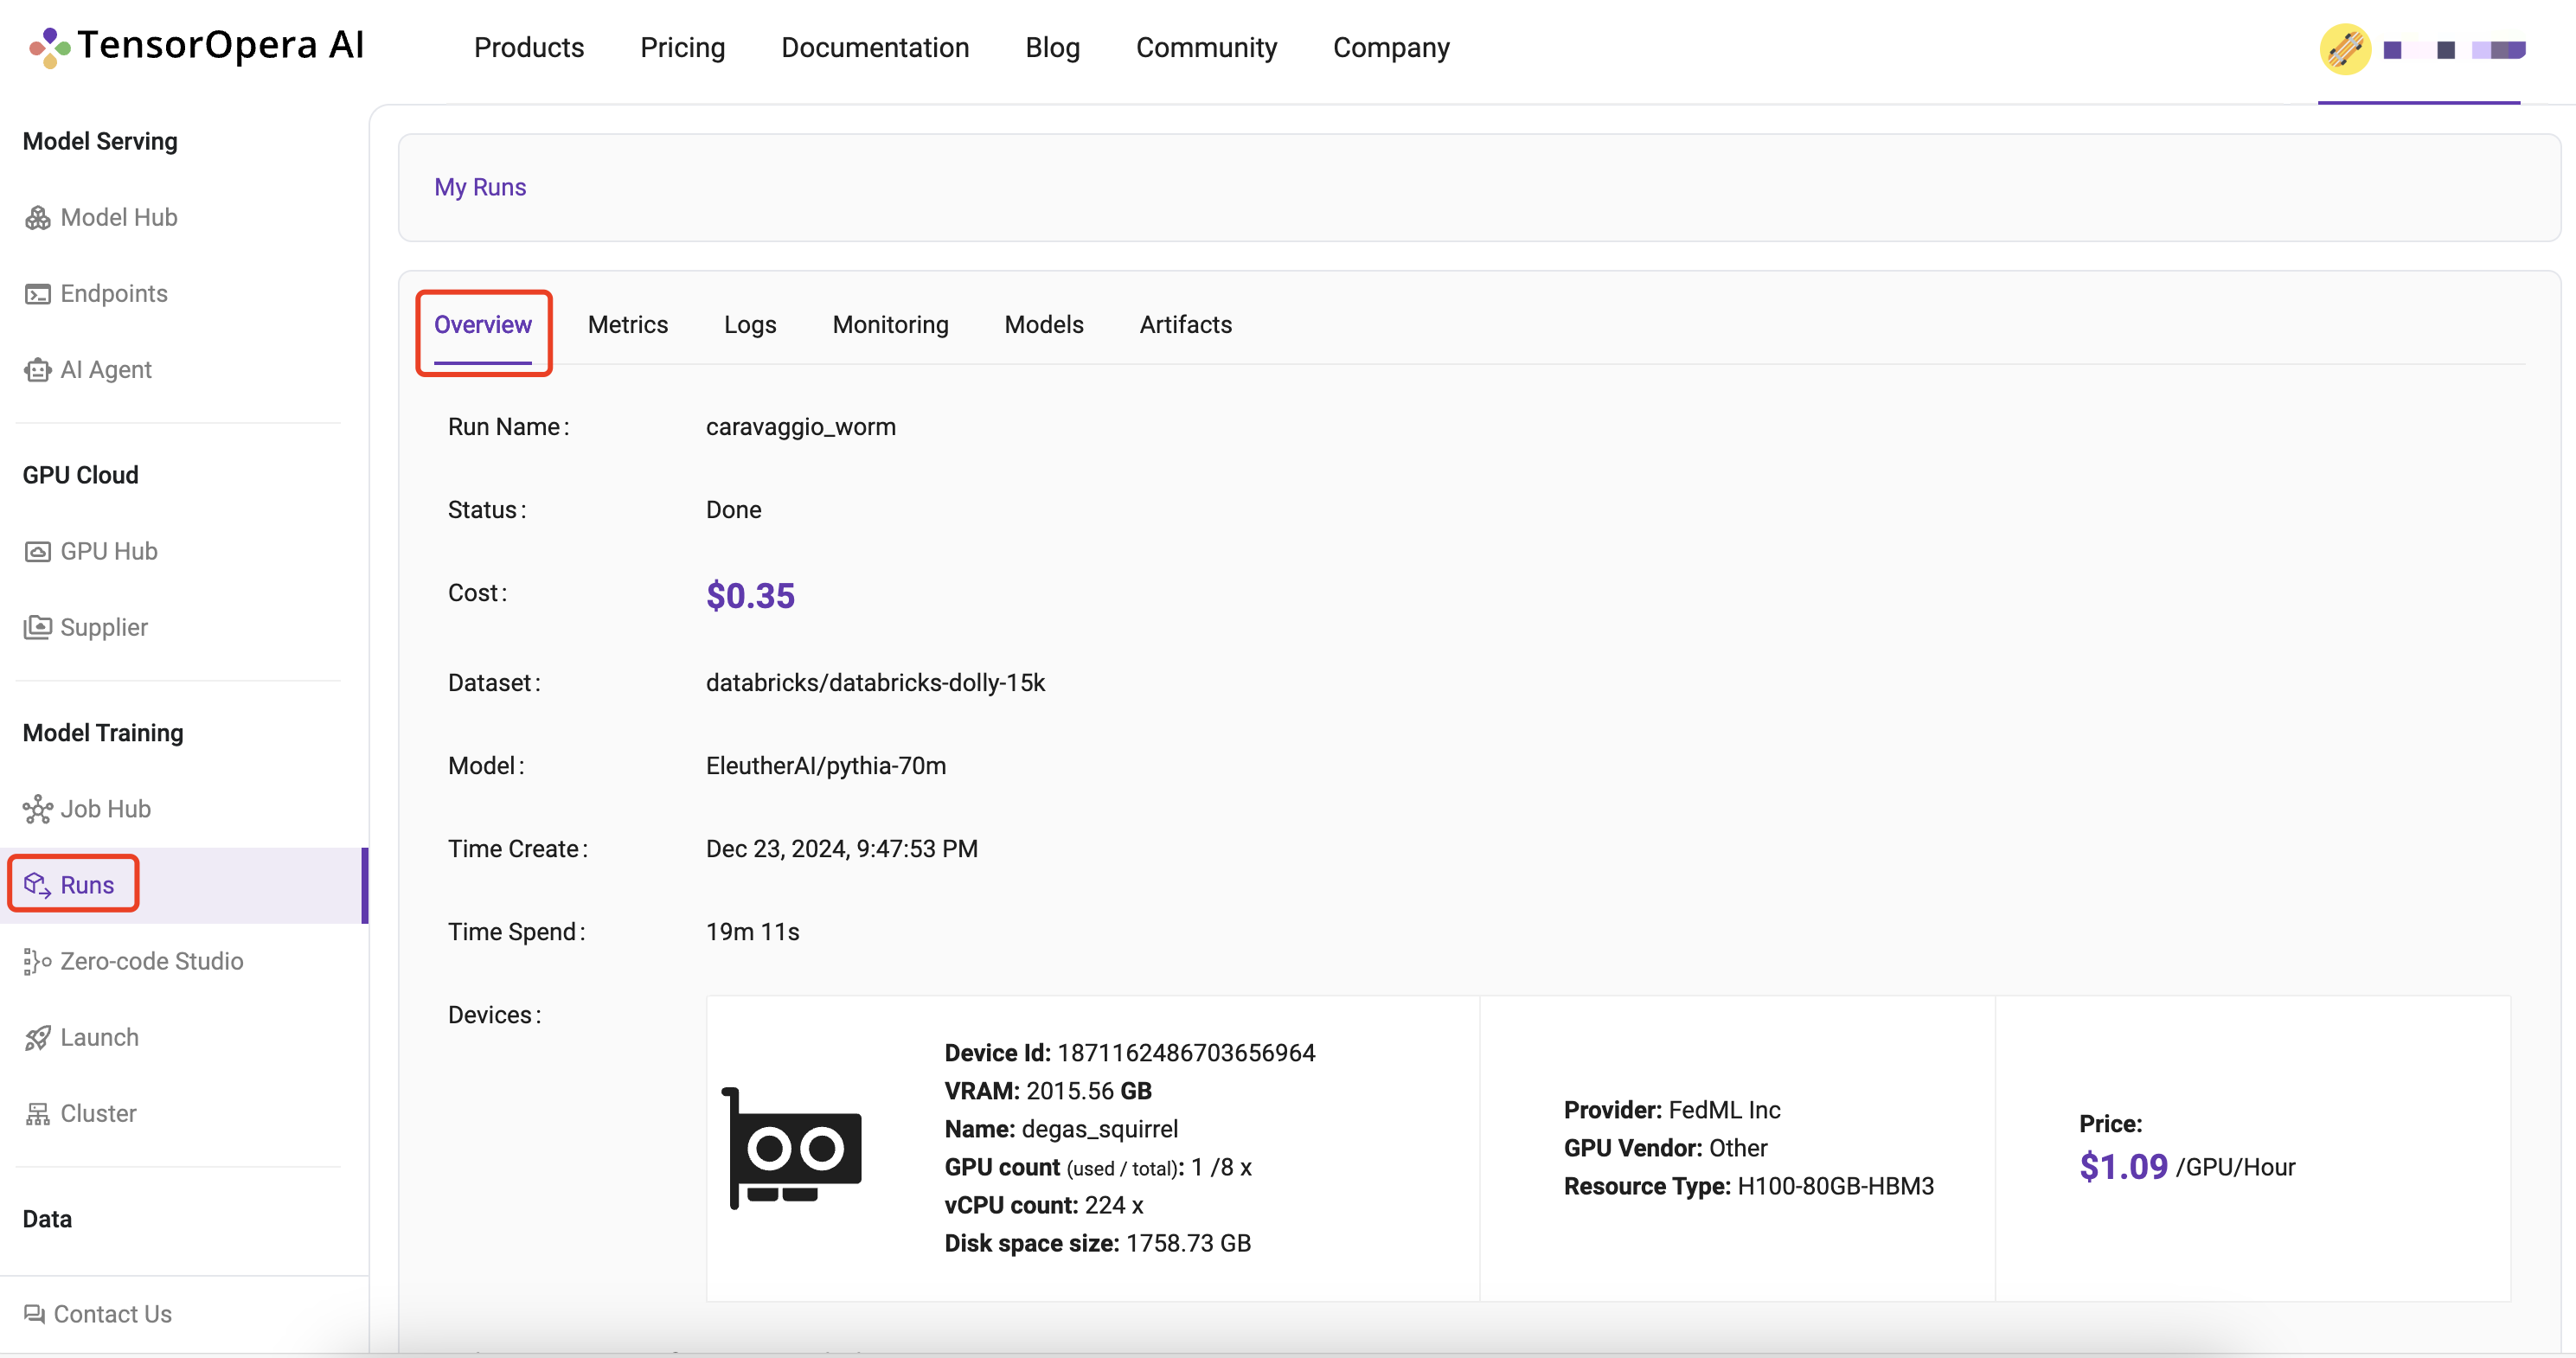 TensorOpera AI
Products Pricing Documentation Blog Community Company
Model Serving
Model Hub
Endpoints
AI Agent
GPU Cloud
GPU Hub
Supplier
Model Training
Job Hub
Runs
Zero-code Studio
Launch
Cluster
Data
Contact Us
My Runs
Overview Metrics Logs Monitoring Models Artifacts
Run Name: caravaggio_worm
Status: Done
Cost: $0.35
Dataset: databricks/databricks-dolly-15k
Model: EleutherAI/pythia-70m
Time Create: Dec 23, 2024, 9:47:53 PM
Time Spend: 19m 11s
Devices:
Device Id: 1871162486703656964
VRAM: 2015.56 GB
Name: degas_squirrel
GPU count (used / total): 1 /8 x
vCPU count: 224 x
Disk space size: 1758.73 GB
Provider: FedML Inc
GPU Vendor: Other
Resource Type: H100-80GB-HBM3
Price:
$1.09 /GPU/Hour